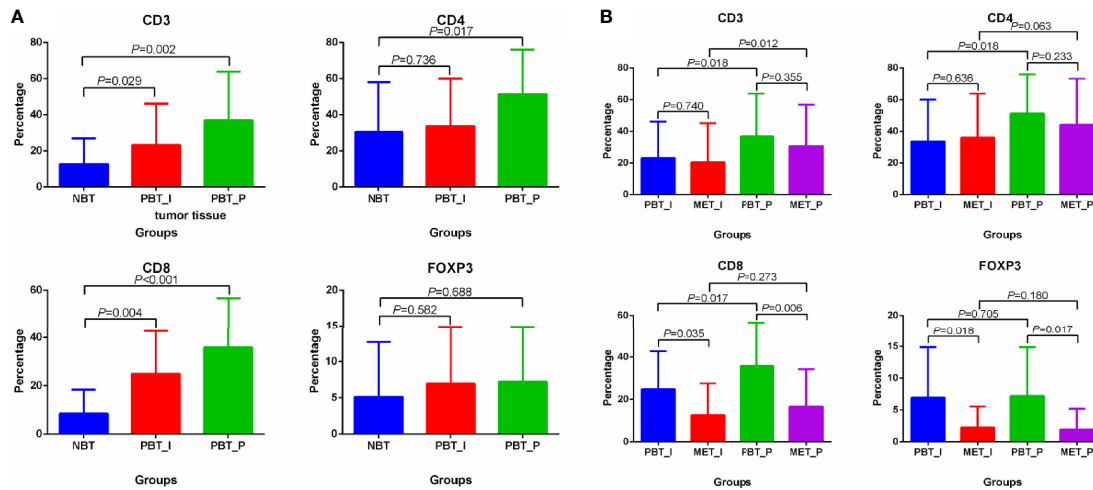 A
CD3
80
60
40
20
0
Percentage
P=0.002
P=0.029
NBT PBT_I PBT_P
tumor tissue
Groups
CD4
80
60
40
20
0
Percentage
P=0.017
P=0.736
NBT PBT_I PBT_P
Groups
CD8
60
40
20
0
Percentage
P<0.001
P=0.004
NBT PBT_I PBT_P
Groups
FOXP3
20
15
10
5
0
Percentage
P=0.688
P=0.582
NBT PBT_I PBT_P
Groups
B
CD3
80
60
40
20
0
Percentage
P=0.012
P=0.018
P=0.355
P=0.740
PBT_I MET_I PBT_P MET_P
Groups
CD4
80
60
40
20
0
Percentage
P=0.063
P=0.018
P=0.233
P=0.636
PBT_I MET_I PBT_P MET_P
Groups
CD8
60
40
20
0
Percentage
P=0.273
P=0.017
P=0.006
P=0.035
PBT_I MET_I PBT_P MET_P
Groups
FOXP3
20
15
10
5
0
Percentage
P=0.180
P=0.705
P=0.018
P=0.017
PBT_I MET_I PBT_P MET_P
Groups